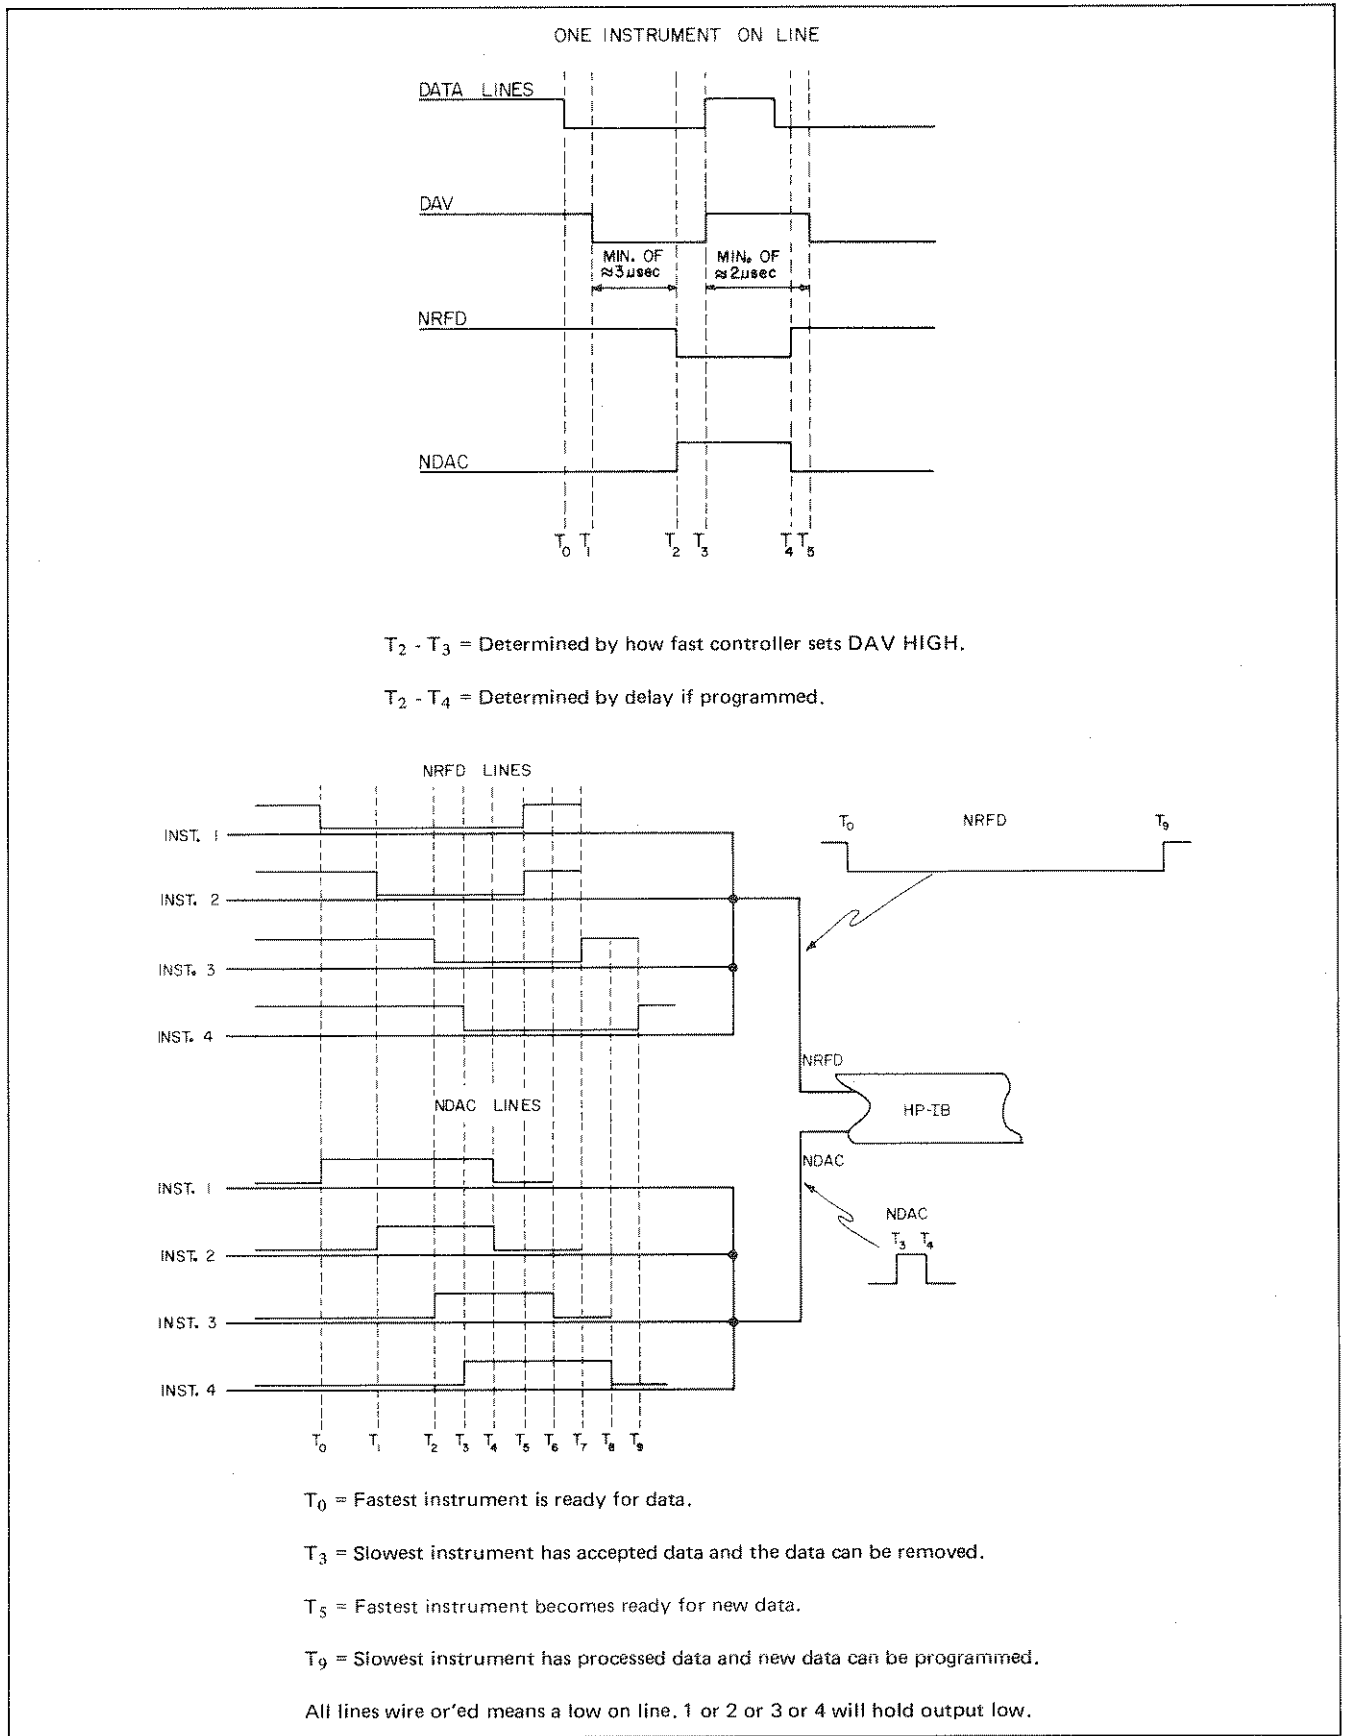 ONE INSTRUMENT ON LINE
DATA LINES
DAV
MIN. OF
≈3µsec
MIN. OF
≈2µsec
NRFD
NDAC
T0 T1 T2 T3 T4 T5
T2 - T3 = Determined by how fast controller sets DAV HIGH.
T2 - T4 = Determined by delay if programmed.
NRFD LINES
INST. 1
INST. 2
INST. 3
INST. 4
T0 NRFD T9
NRFD
HP-IB
NDAC
NDAC LINES
INST. 1
INST. 2
INST. 3
INST. 4
NDAC
T3 T4
T0 T1 T2 T3 T4 T5 T6 T7 T8 T9
T0 = Fastest instrument is ready for data.
T3 = Slowest instrument has accepted data and the data can be removed.
T5 = Fastest instrument becomes ready for new data.
T9 = Slowest instrument has processed data and new data can be programmed.
All lines wire or'ed means a low on line. 1 or 2 or 3 or 4 will hold output low.